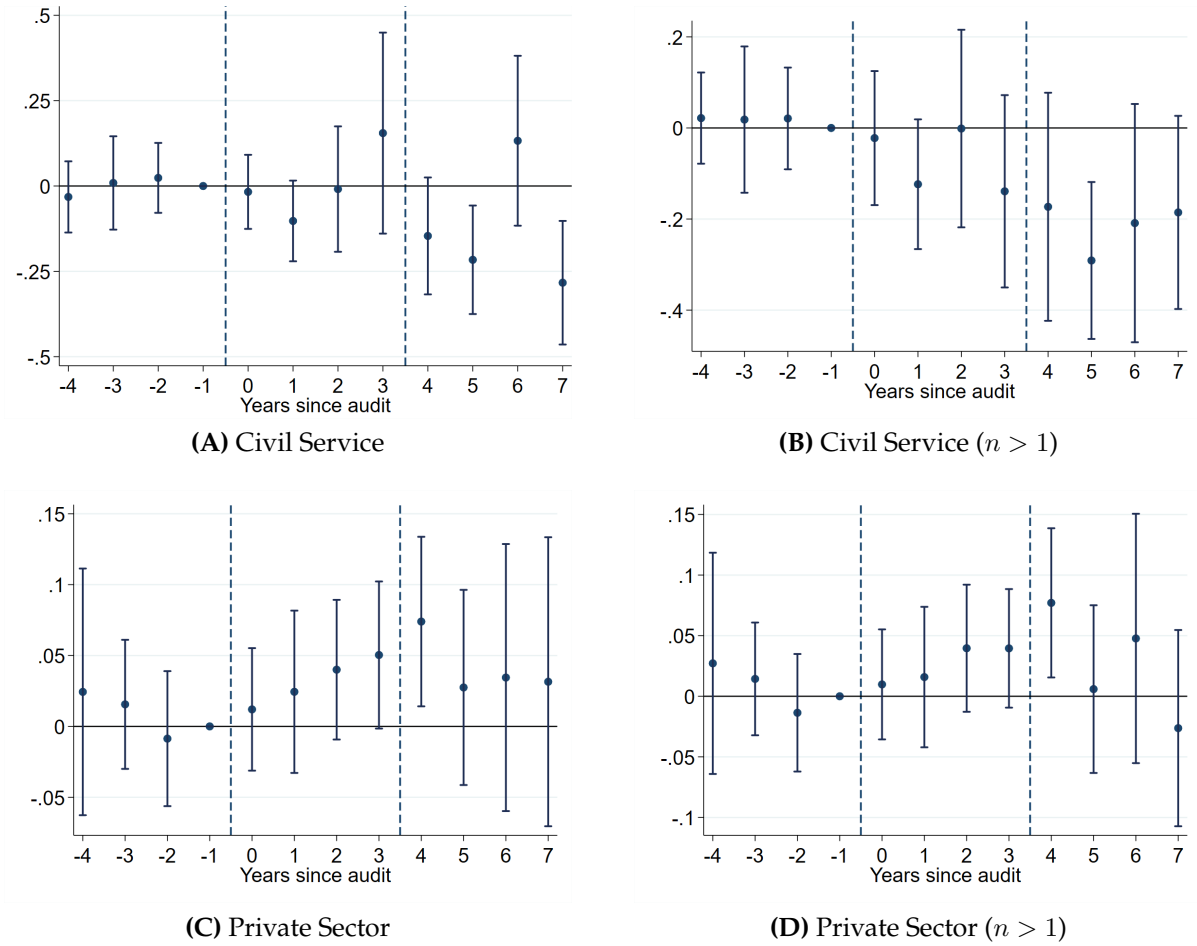 .5
.25
0
-.25
-.5
-4 -3 -2 -1 0 1 2 3 4 5 6 7
Years since audit
(A) Civil Service
.2
0
-.2
-.4
-4 -3 -2 -1 0 1 2 3 4 5 6 7
Years since audit
(B) Civil Service (n > 1)
.15
.1
.05
0
-.05
-4 -3 -2 -1 0 1 2 3 4 5 6 7
Years since audit
(C) Private Sector
.15
.1
.05
0
-.05
-.1
-4 -3 -2 -1 0 1 2 3 4 5 6 7
Years since audit
(D) Private Sector (n > 1)